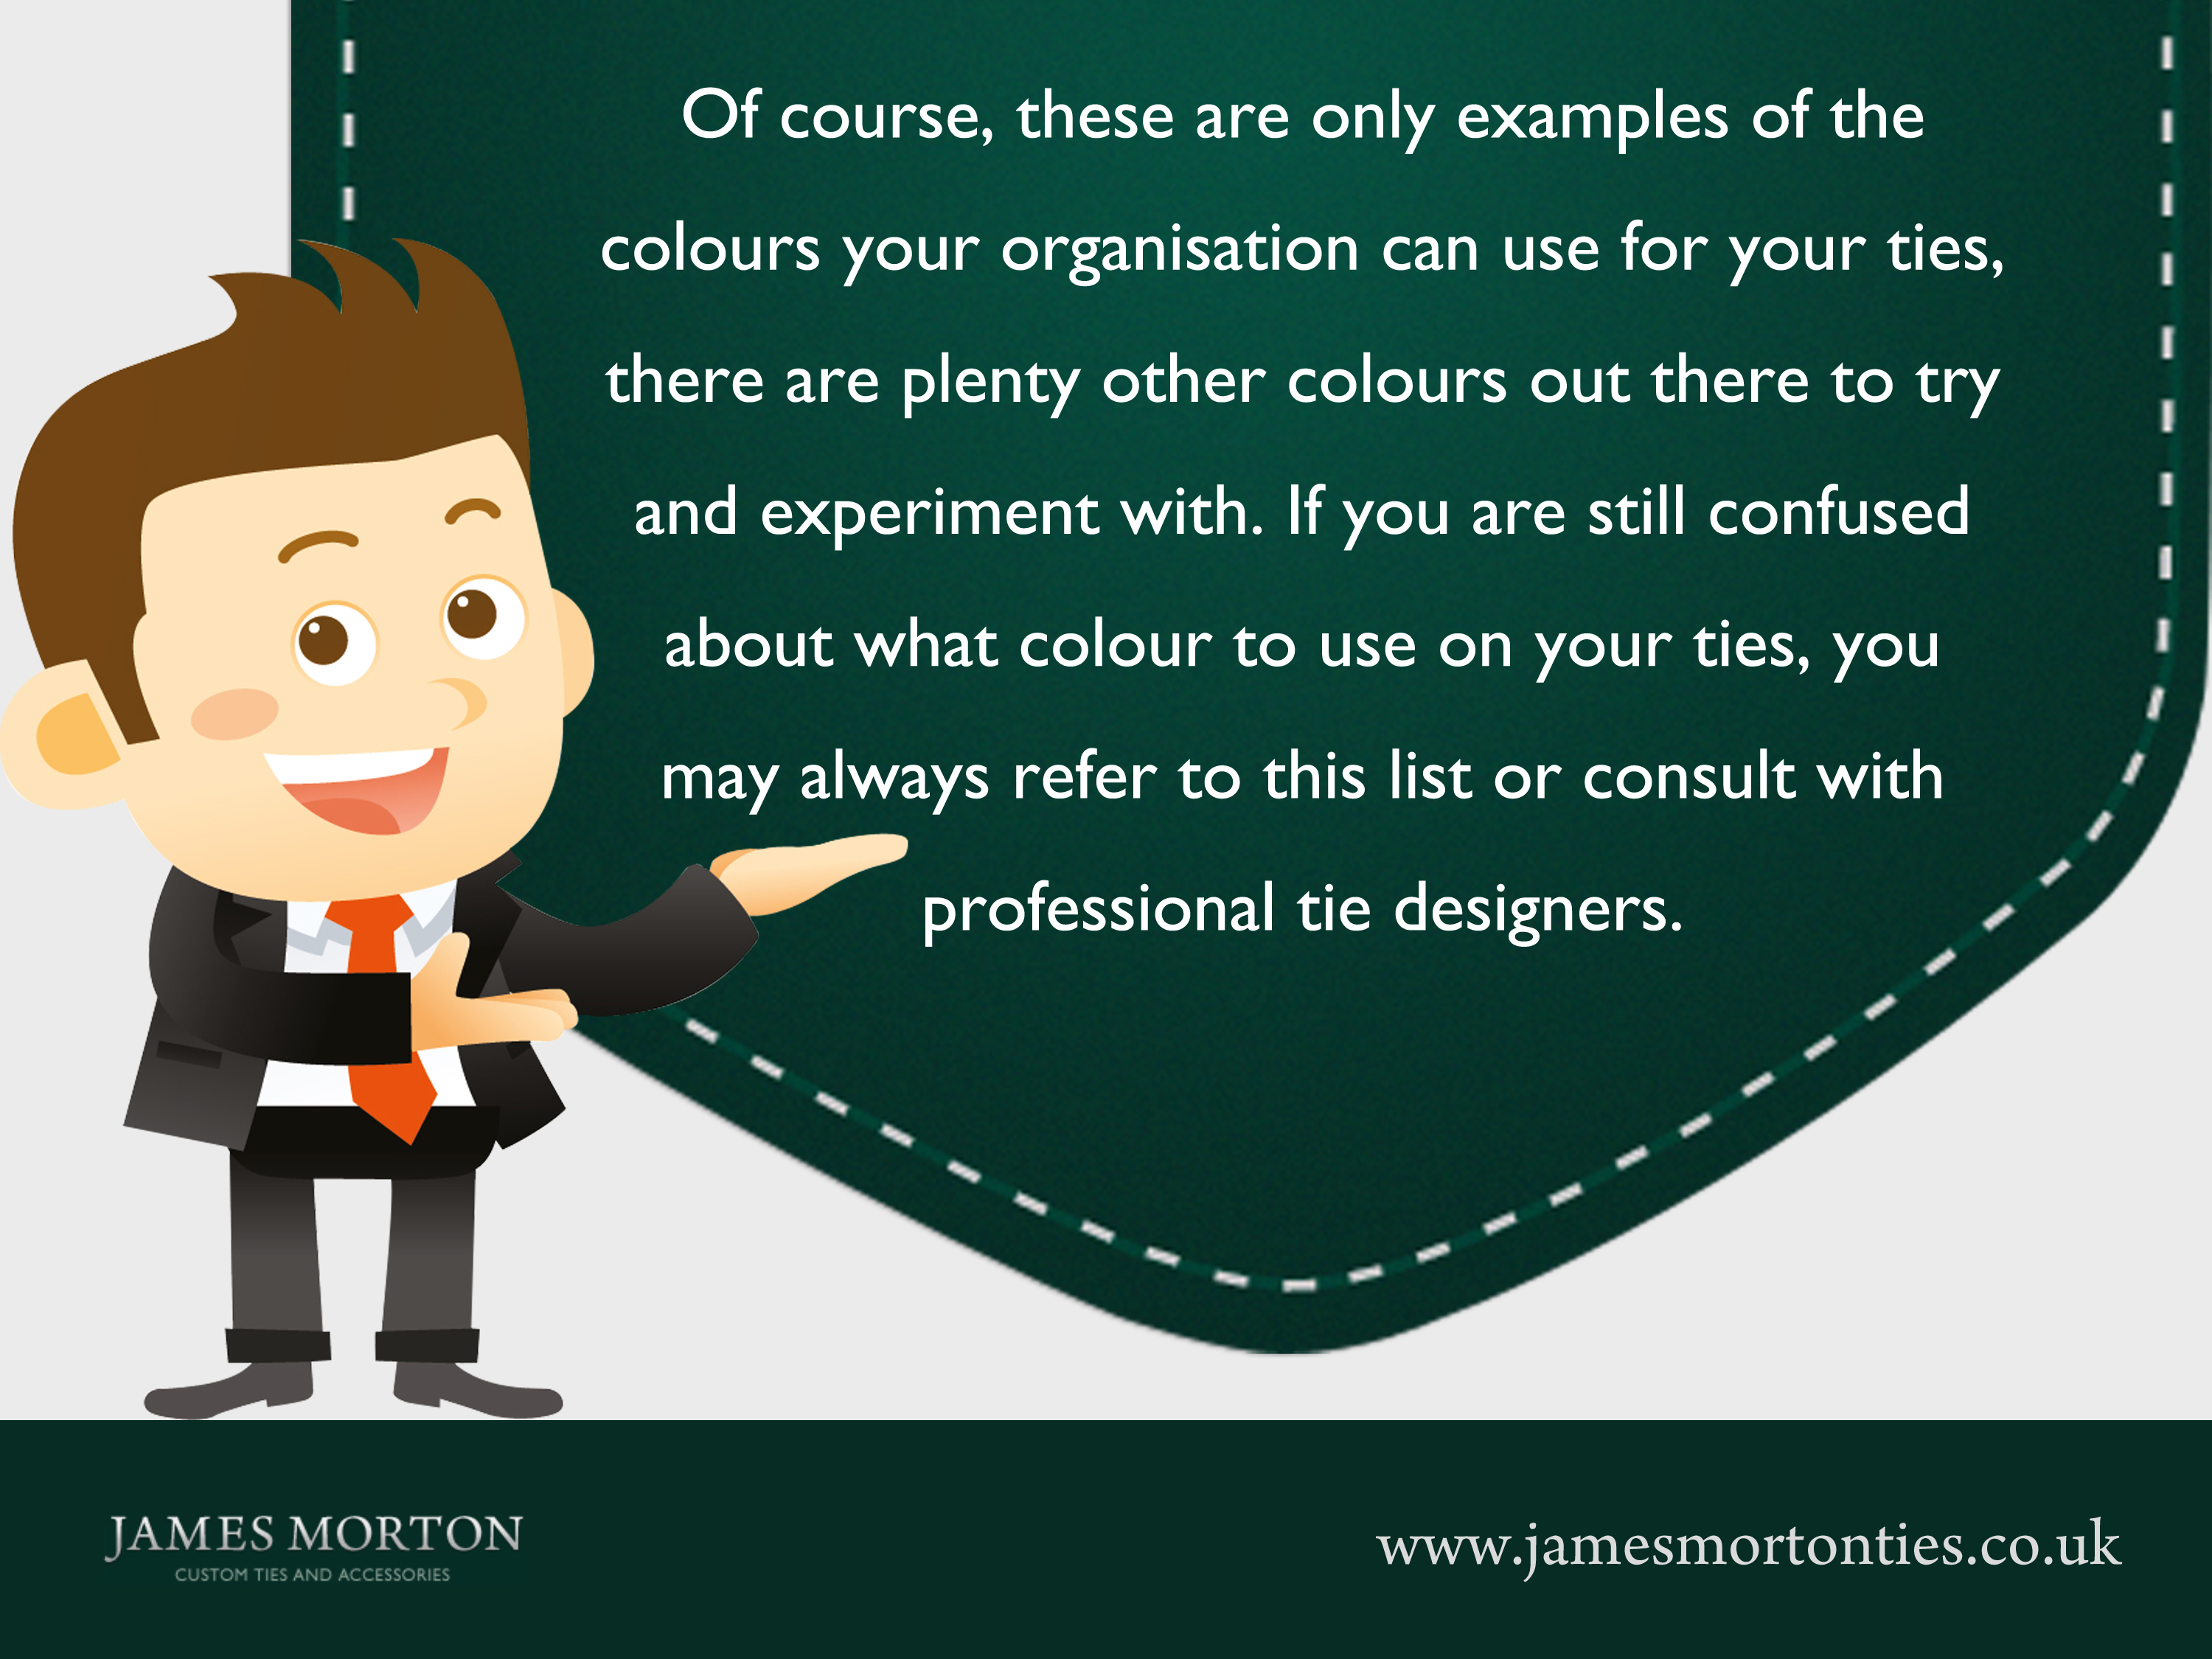 Of course, these are only examples of the
colours your organisation can use for your ties,
there are plenty other colours out there to try
and experiment with. If you are still confused
about what colour to use on your ties, you
may always refer to this list or consult with
professional tie designers.
JAMES MORTON
CUSTOM TIES AND ACCESSORIES
www.jamesmortonties.co.uk